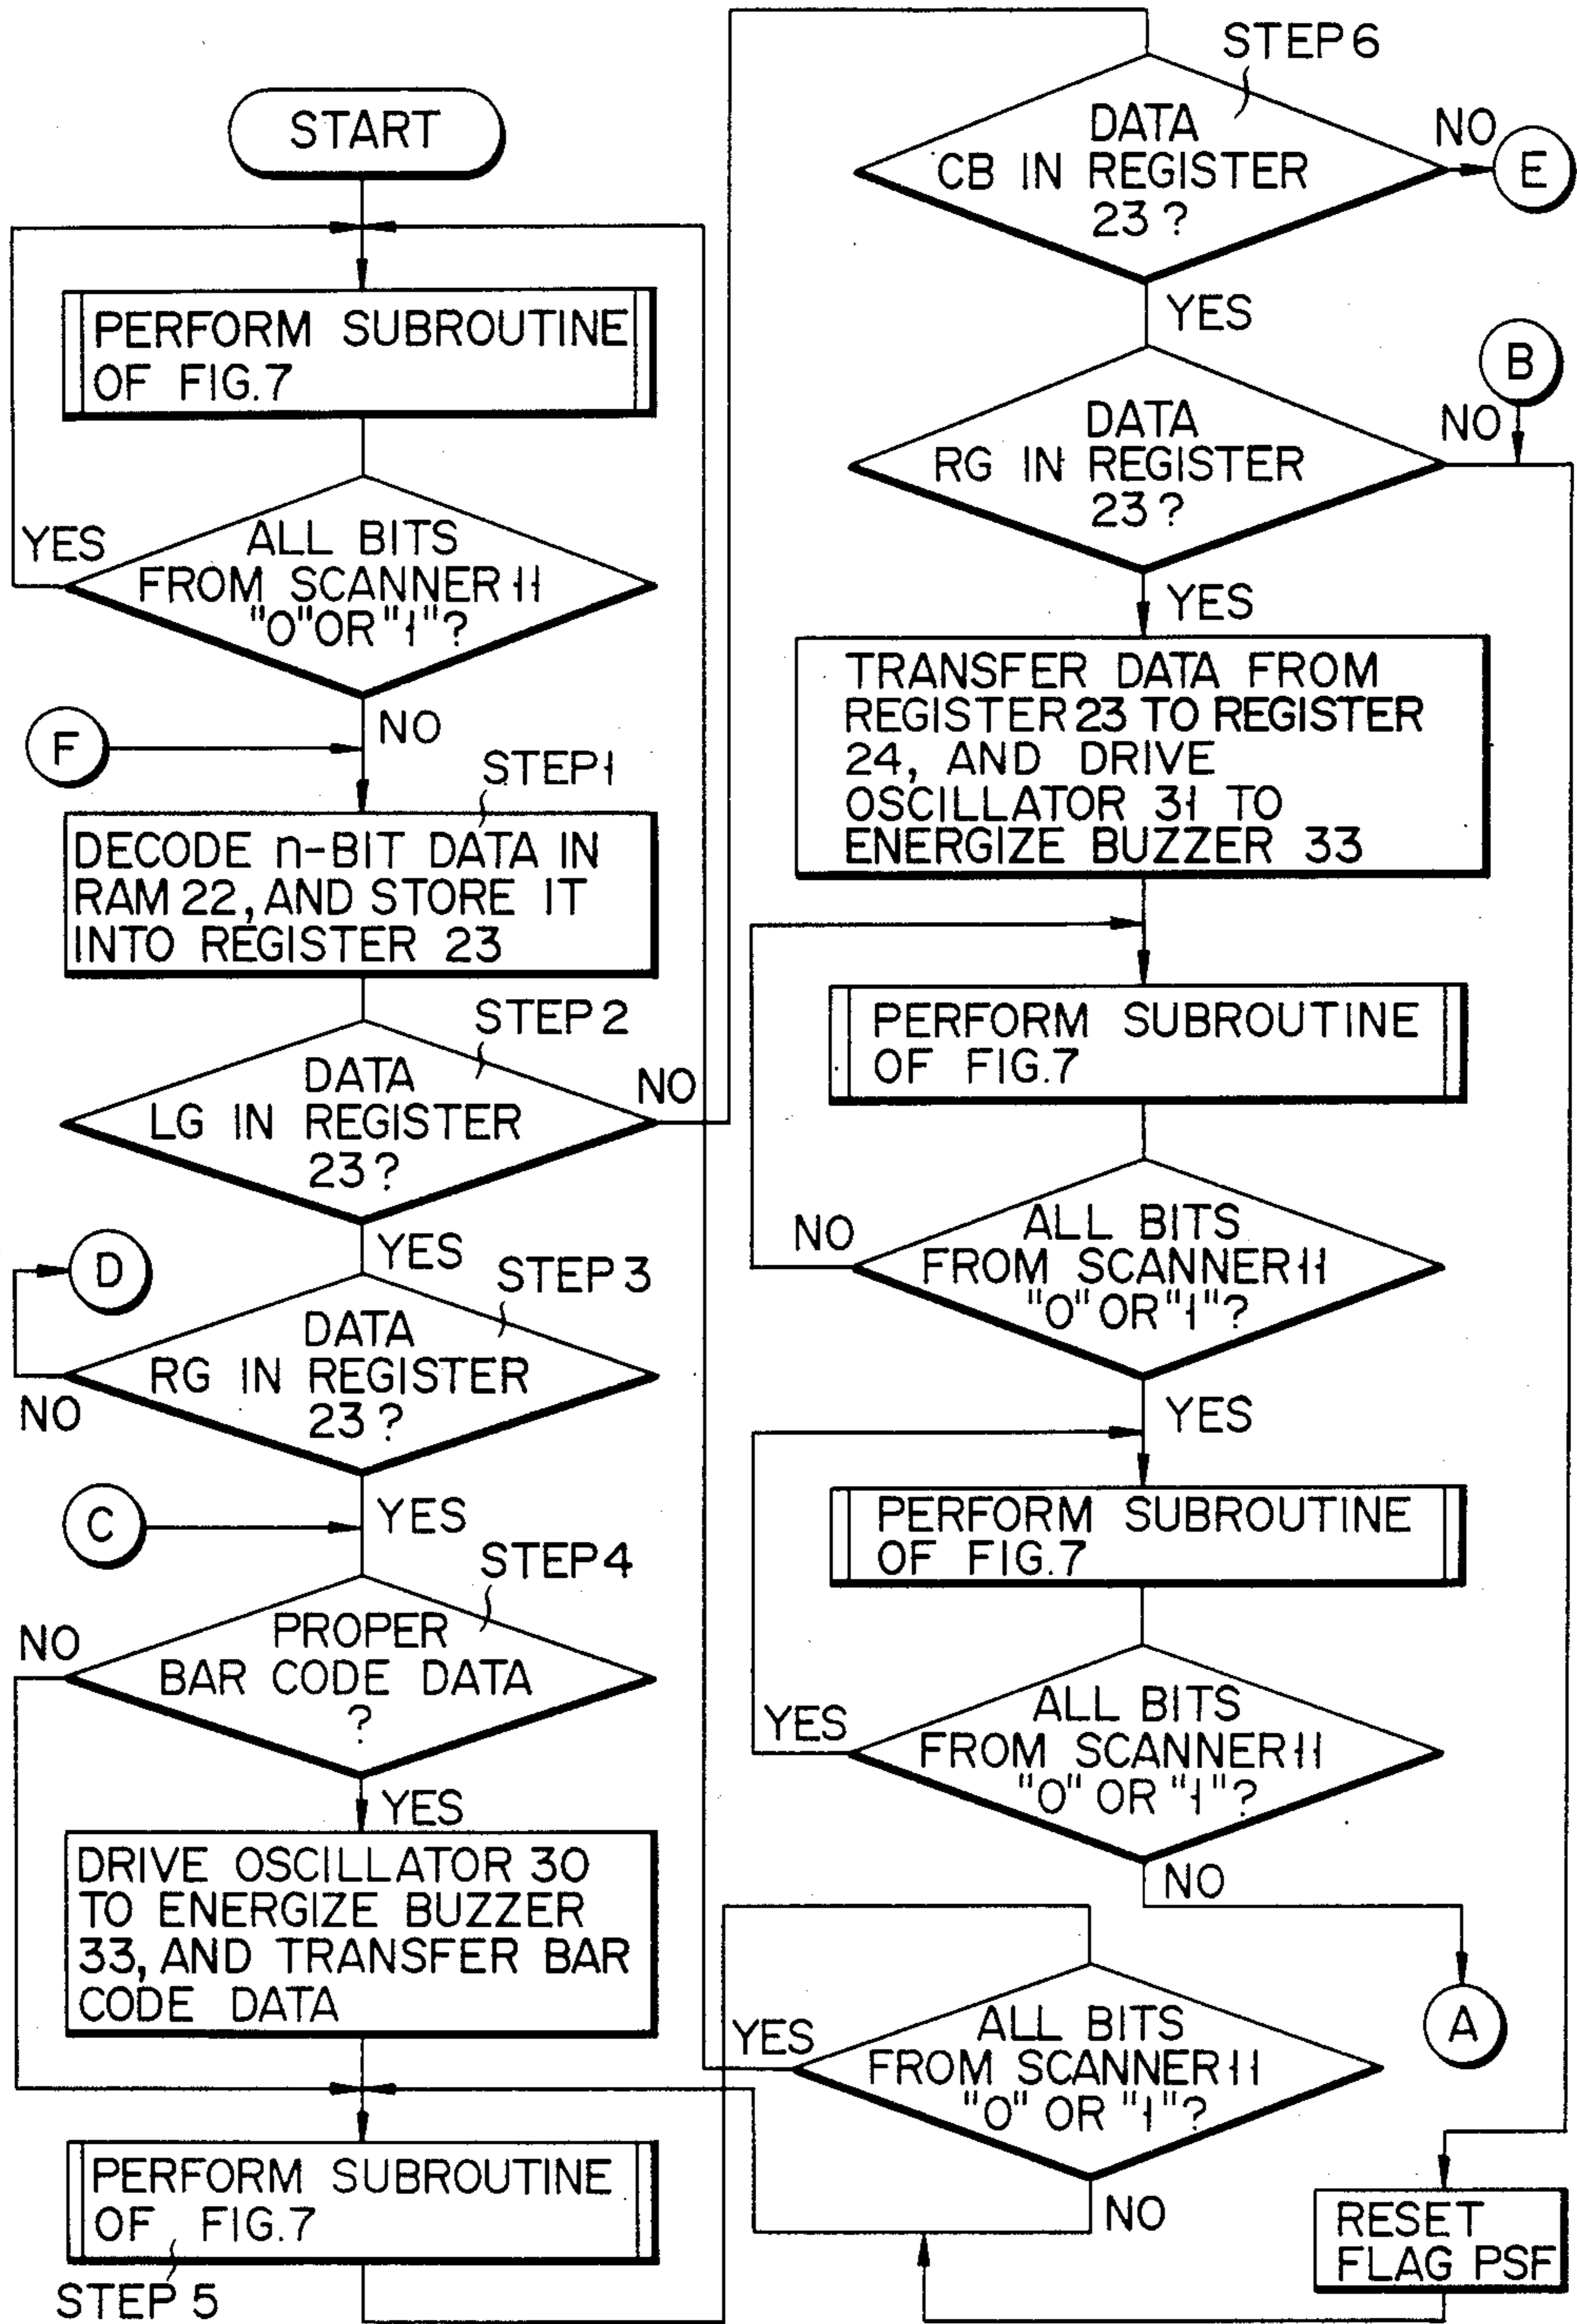 START
PERFORM SUBROUTINE
OF FIG.7
YES
ALL BITS
FROM SCANNER 11
"0" OR "1"?
NO
F
STEP 1
DECODE n-BIT DATA IN
RAM 22, AND STORE IT
INTO REGISTER 23
STEP 2
DATA
LG IN REGISTER
23?
NO
YES
D
STEP 3
DATA
RG IN REGISTER
23?
NO
C
YES
STEP 4
NO
PROPER
BAR CODE DATA
?
YES
DRIVE OSCILLATOR 30
TO ENERGIZE BUZZER
33, AND TRANSFER BAR
CODE DATA
PERFORM SUBROUTINE
OF FIG.7
STEP 5
STEP 6
DATA
CB IN REGISTER
23?
NO
E
YES
B
DATA
RG IN REGISTER
23?
NO
YES
TRANSFER DATA FROM
REGISTER 23 TO REGISTER
24, AND DRIVE
OSCILLATOR 31 TO
ENERGIZE BUZZER 33
PERFORM SUBROUTINE
OF FIG.7
NO
ALL BITS
FROM SCANNER 11
"0" OR "1"?
YES
PERFORM SUBROUTINE
OF FIG.7
YES
ALL BITS
FROM SCANNER 11
"0" OR "1"?
NO
A
YES
ALL BITS
FROM SCANNER 11
"0" OR "1"?
NO
RESET
FLAG PSF